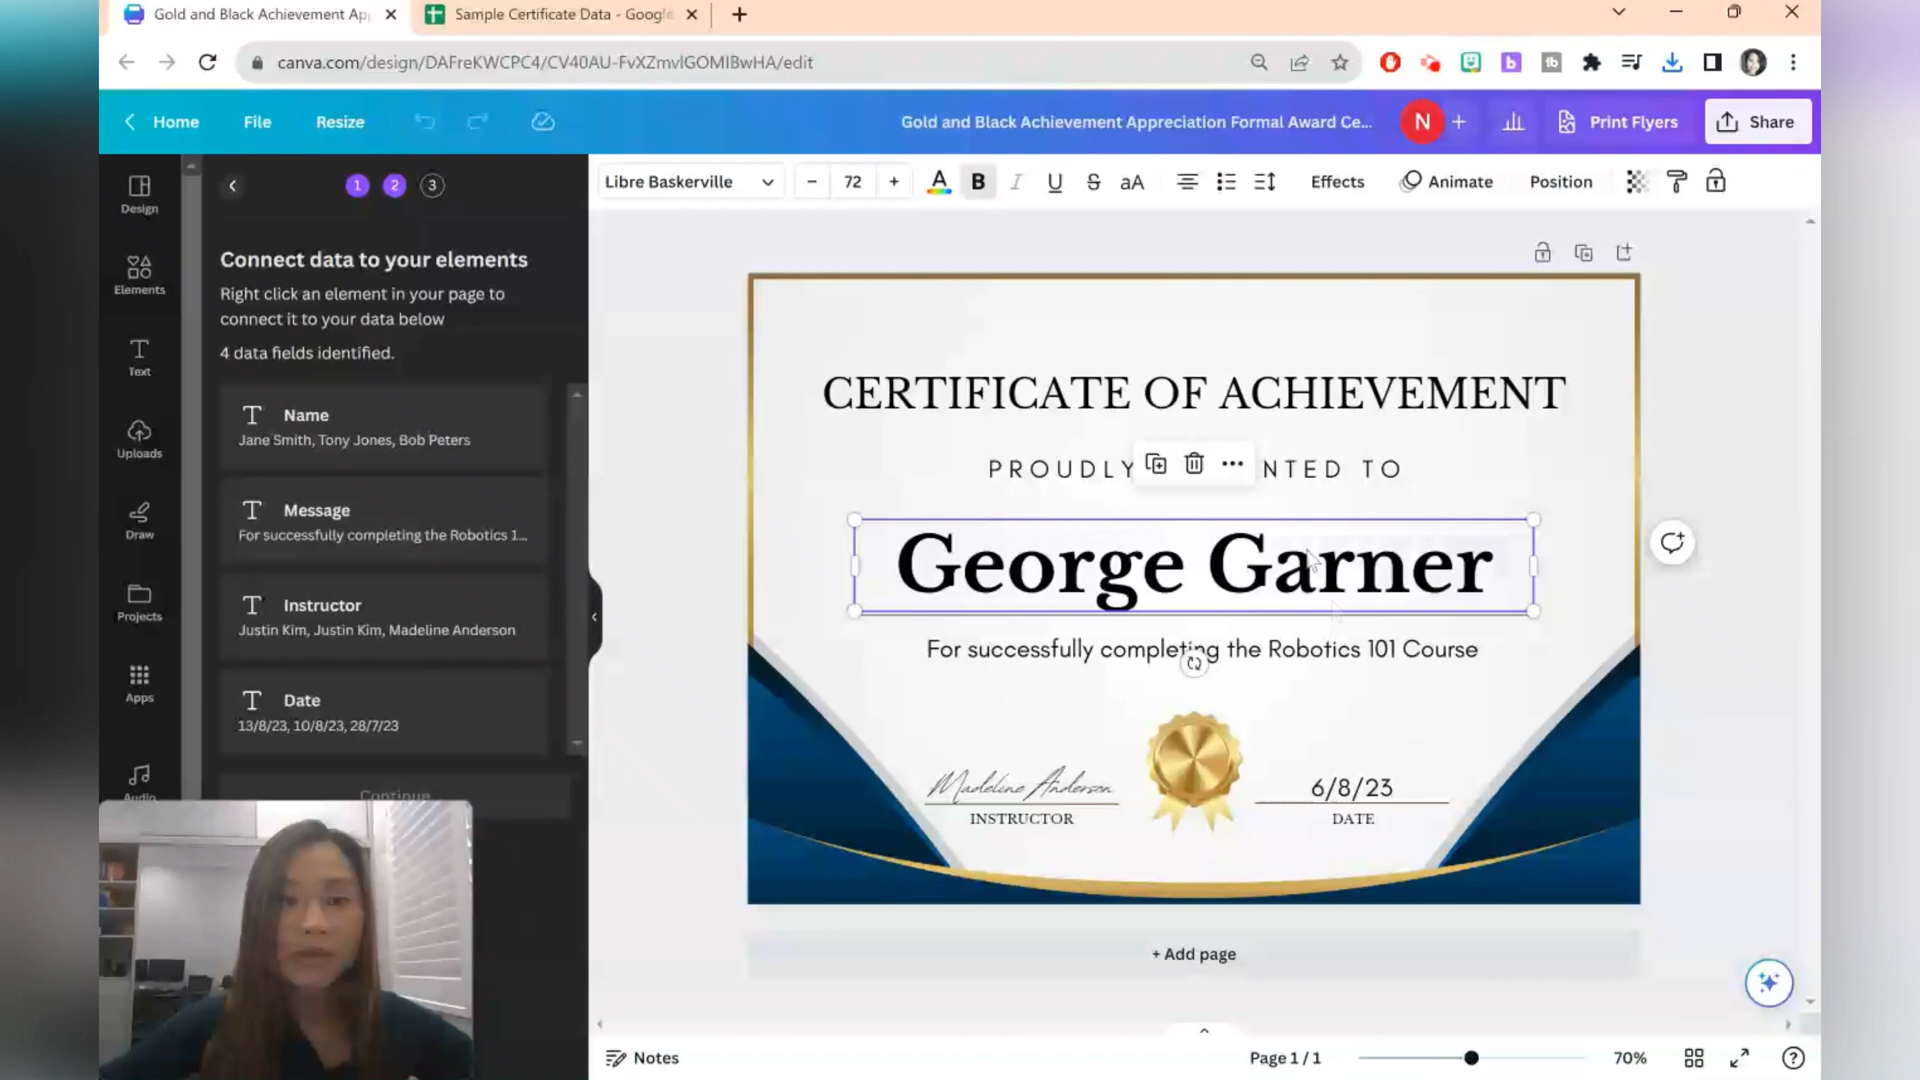 Gold and Black Achievement Ap
Sample Certificate Data - Google
canva.com/design/DAFreKWCPC4/CV40AU-FvXZmvlGOMIBwHA/edit
Home
File
Resize
Gold and Black Achievement Appreciation Formal Award Ce...
N
Print Flyers
Share
Design
Elements
Text
Uploads
Draw
Projects
Apps
Audio
1 2 3
Connect data to your elements
Right click an element in your page to
connect it to your data below
4 data fields identified.
Name
Jane Smith, Tony Jones, Bob Peters
Message
For successfully completing the Robotics 1...
Instructor
Justin Kim, Justin Kim, Madeline Anderson
Date
13/8/23, 10/8/23, 28/7/23
Continue
Libre Baskerville
72
A B I U S aA
Effects
Animate
Position
CERTIFICATE OF ACHIEVEMENT
PROUDLY NTED TO
George Garner
For successfully completing the Robotics 101 Course
Madeline Anderson
INSTRUCTOR
6/8/23
DATE
+ Add page
Notes
Page 1 / 1
70%